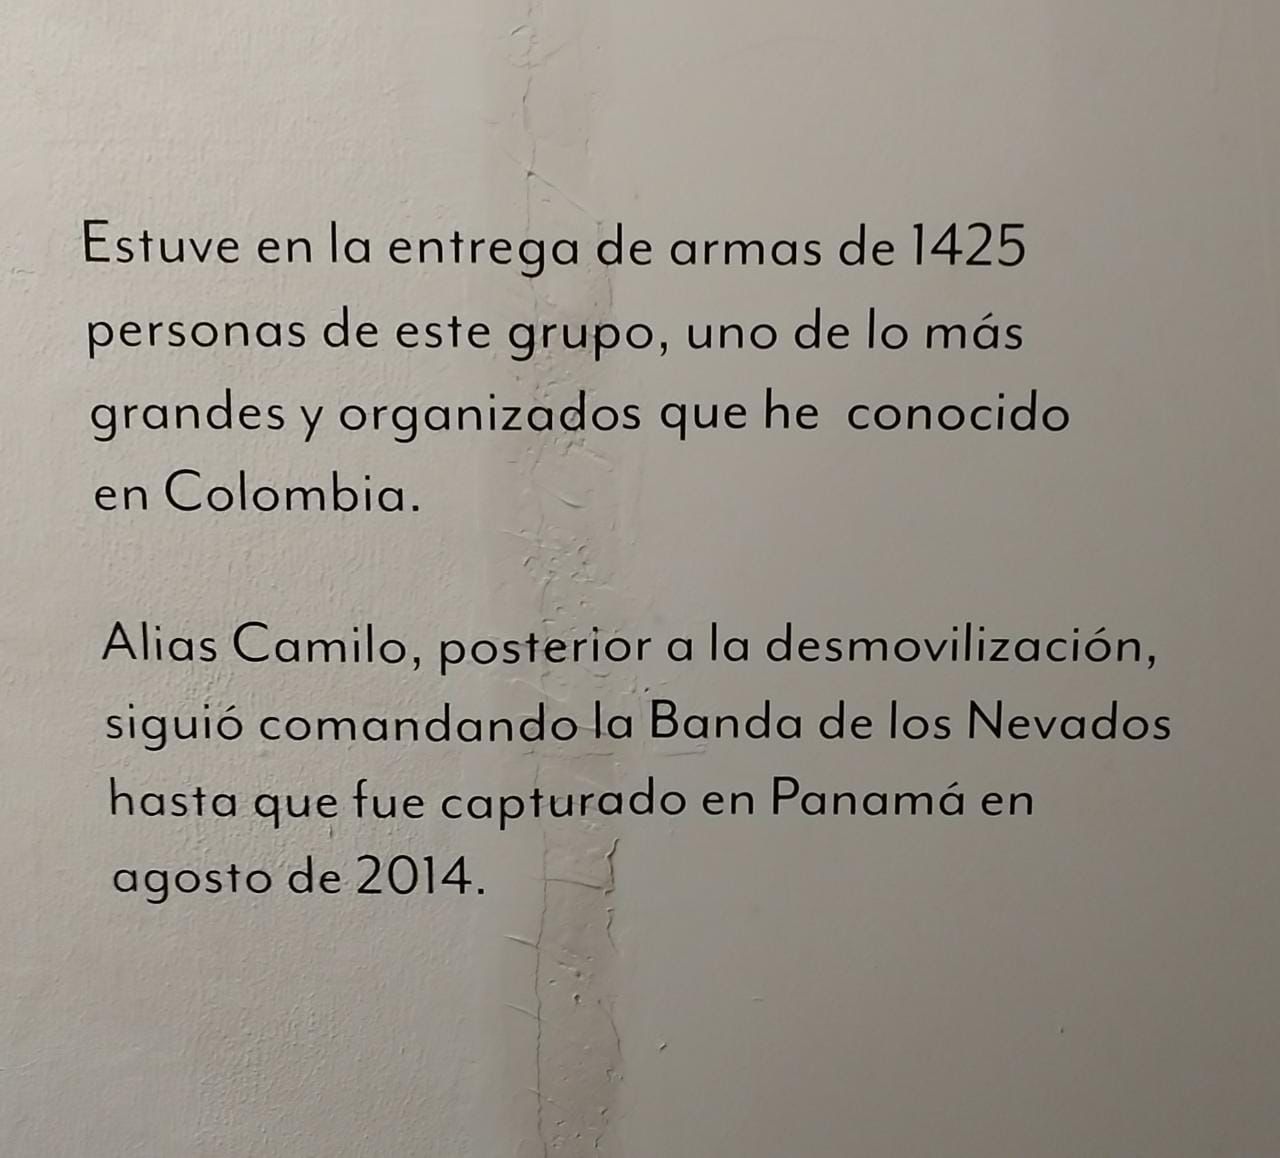 Estuve en la entrega de armas de 1425
personas de este grupo, uno de lo más
grandes y organizados que he conocido
en Colombia.
Alias Camilo, posterior a la desmovilización,
siguió comandando la Banda de los Nevados
hasta que fue capturado en Panamá en
agosto de 2014.